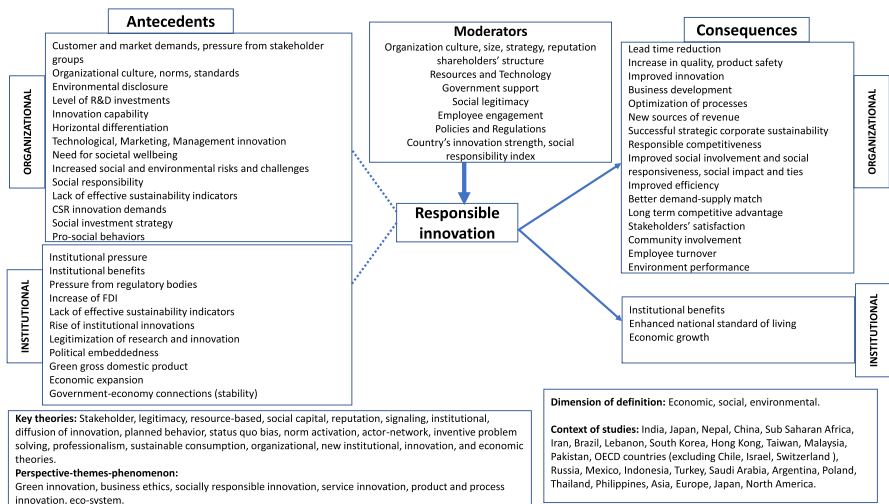 Antecedents
Customer and market demands, pressure from stakeholder
groups
Organizational culture, norms, standards
Environmental disclosure
Level of R&D investments
Innovation capability
Horizontal differentiation
Technological, Marketing, Management innovation
Need for societal wellbeing
Increased social and environmental risks and challenges
Social responsibility
Lack of effective sustainability indicators
CSR innovation demands
Social investment strategy
Pro-social behaviors
ORGANIZATIONAL
Institutional pressure
Institutional benefits
Pressure from regulatory bodies
Increase of FDI
Lack of effective sustainability indicators
Rise of institutional innovations
Legitimization of research and innovation
Political embeddedness
Green gross domestic product
Economic expansion
Government-economy connections (stability)
INSTITUTIONAL
Moderators
Organization culture, size, strategy, reputation
shareholders' structure
Resources and Technology
Government support
Social legitimacy
Employee engagement
Policies and Regulations
Country's innovation strength, social
responsibility index
Responsible
innovation
Consequences
Lead time reduction
Increase in quality, product safety
Improved innovation
Business development
Optimization of processes
New sources of revenue
Successful strategic corporate sustainability
Responsible competitiveness
Improved social involvement and social
responsiveness, social impact and ties
Improved efficiency
Better demand-supply match
Long term competitive advantage
Stakeholders' satisfaction
Community involvement
Employee turnover
Environment performance
ORGANIZATIONAL
Institutional benefits
Enhanced national standard of living
Economic growth
INSTITUTIONAL
Key theories: Stakeholder, legitimacy, resource-based, social capital, reputation, signaling, institutional,
diffusion of innovation, planned behavior, status quo bias, norm activation, actor-network, inventive problem
solving, professionalism, sustainable consumption, organizational, new institutional, innovation, and economic
theories.
Perspective-themes-phenomenon:
Green innovation, business ethics, socially responsible innovation, service innovation, product and process
innovation, eco-system.
Dimension of definition: Economic, social, environmental.
Context of studies: India, Japan, Nepal, China, Sub Saharan Africa,
Iran, Brazil, Lebanon, South Korea, Hong Kong, Taiwan, Malaysia,
Pakistan, OECD countries (excluding Chile, Israel, Switzerland ),
Russia, Mexico, Indonesia, Turkey, Saudi Arabia, Argentina, Poland,
Thailand, Philippines, Asia, Europe, Japan, North America.